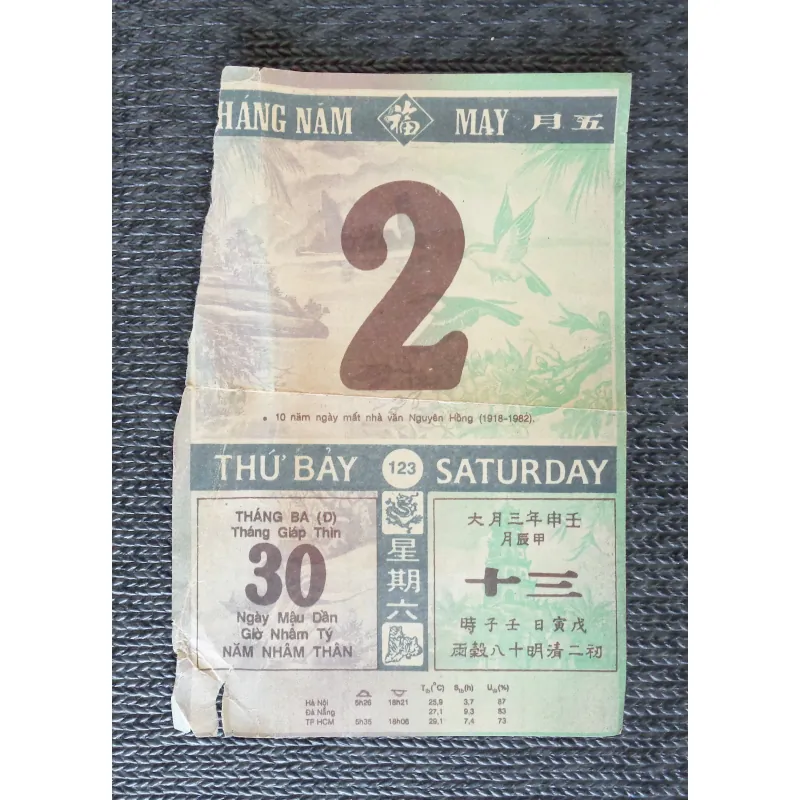 HÁNG NĂM 福 MAY 五月
2
• 10 năm ngày mất nhà văn Nguyên Hồng (1918-1982).
THỨ BẢY 123 SATURDAY
THÁNG BA (Đ)
Tháng Giáp Thìn
30
Ngày Mậu Dần
Giờ Nhâm Tý
NĂM NHÂM THÂN
星期六
壬申年三月大
甲辰月
三十
戊寅日壬子時
初二清明十八穀雨
T₍₅₎(°C) S₍₅₎(h) U₍₅₎(%)
Hà Nội 5h26 18h21 25,9 3,7 87
Đà Nẵng 27,1 9,3 83
TP HCM 5h35 18h06 29,1 7,4 73